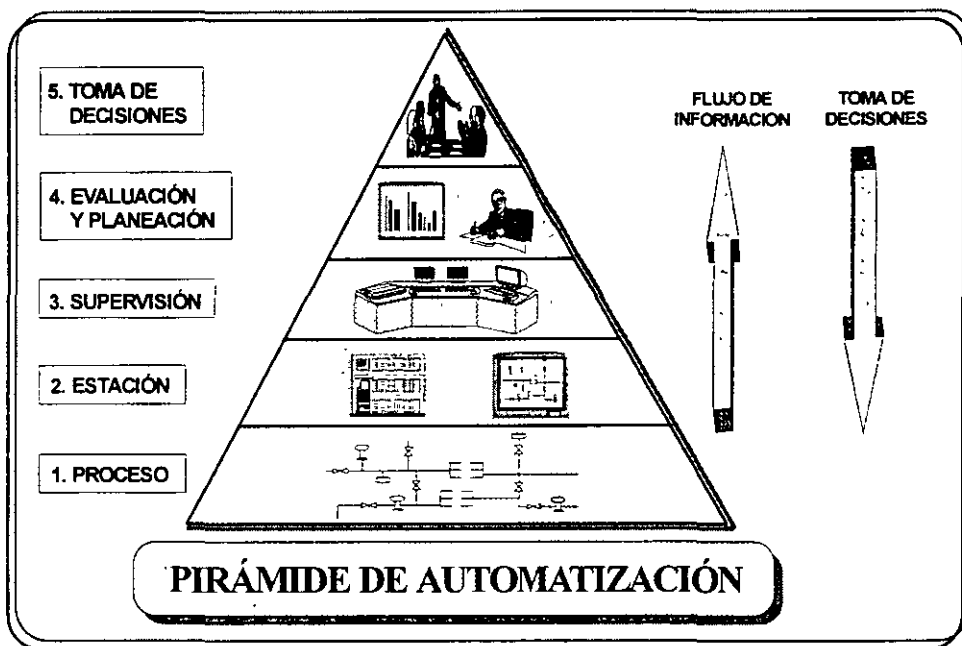 5. TOMA DE
DECISIONES
4. EVALUACIÓN
Y PLANEACIÓN
3. SUPERVISIÓN
2. ESTACIÓN
1. PROCESO
FLUJO DE
INFORMACION
TOMA DE
DECISIONES
PIRÁMIDE DE AUTOMATIZACIÓN